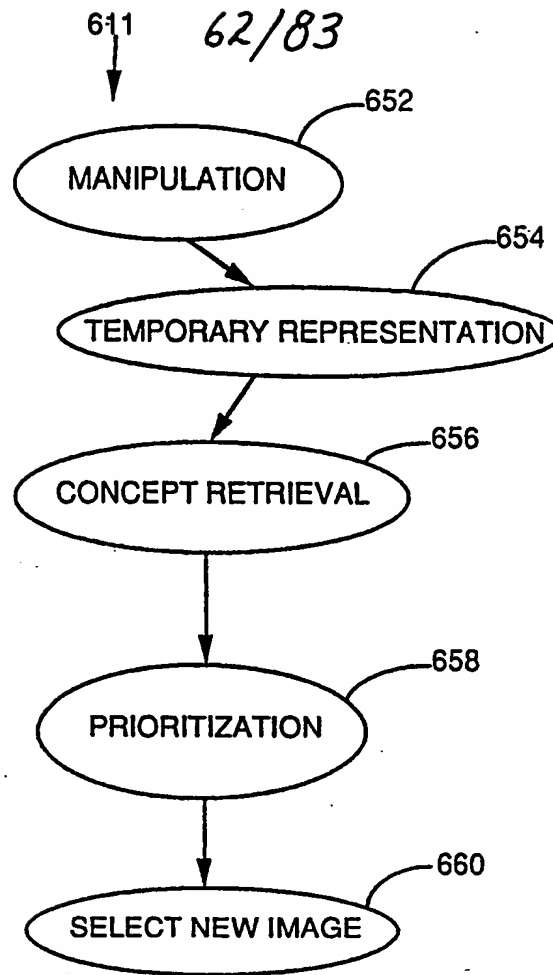 611 62/83
652
MANIPULATION
654
TEMPORARY REPRESENTATION
656
CONCEPT RETRIEVAL
658
PRIORITIZATION
660
SELECT NEW IMAGE